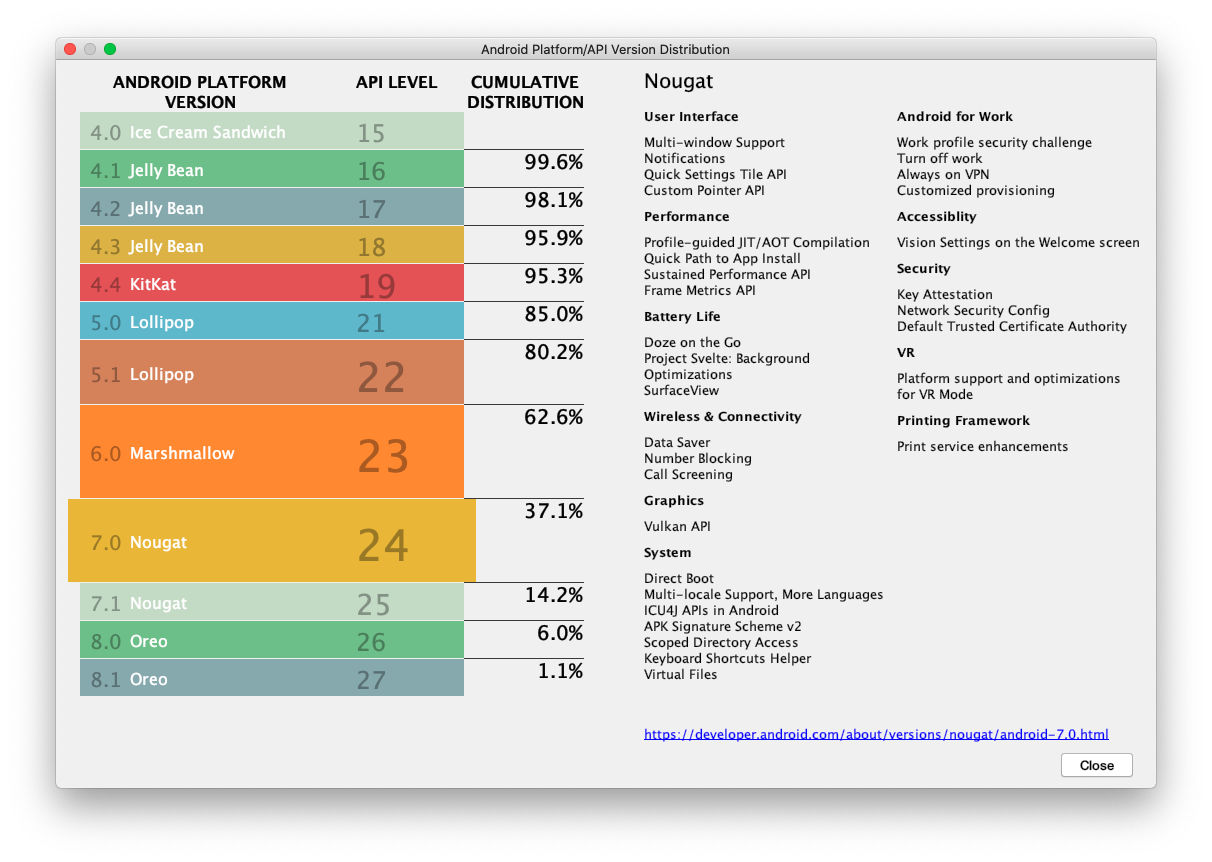 Android Platform/API Version Distribution
ANDROID PLATFORM
VERSION
API LEVEL
CUMULATIVE
DISTRIBUTION
4.0 Ice Cream Sandwich 15
99.6%
4.1 Jelly Bean 16
98.1%
4.2 Jelly Bean 17
95.9%
4.3 Jelly Bean 18
95.3%
4.4 KitKat 19
85.0%
5.0 Lollipop 21
80.2%
5.1 Lollipop 22
62.6%
6.0 Marshmallow 23
37.1%
7.0 Nougat 24
14.2%
7.1 Nougat 25
6.0%
8.0 Oreo 26
1.1%
8.1 Oreo 27
Nougat
User Interface
Multi-window Support
Notifications
Quick Settings Tile API
Custom Pointer API
Performance
Profile-guided JIT/AOT Compilation
Quick Path to App Install
Sustained Performance API
Frame Metrics API
Battery Life
Doze on the Go
Project Svelte: Background
Optimizations
SurfaceView
Wireless & Connectivity
Data Saver
Number Blocking
Call Screening
Graphics
Vulkan API
System
Direct Boot
Multi-locale Support, More Languages
ICU4J APIs in Android
APK Signature Scheme v2
Scoped Directory Access
Keyboard Shortcuts Helper
Virtual Files
Android for Work
Work profile security challenge
Turn off work
Always on VPN
Customized provisioning
Accessiblity
Vision Settings on the Welcome screen
Security
Key Attestation
Network Security Config
Default Trusted Certificate Authority
VR
Platform support and optimizations
for VR Mode
Printing Framework
Print service enhancements
https://developer.android.com/about/versions/nougat/android-7.0.html
Close